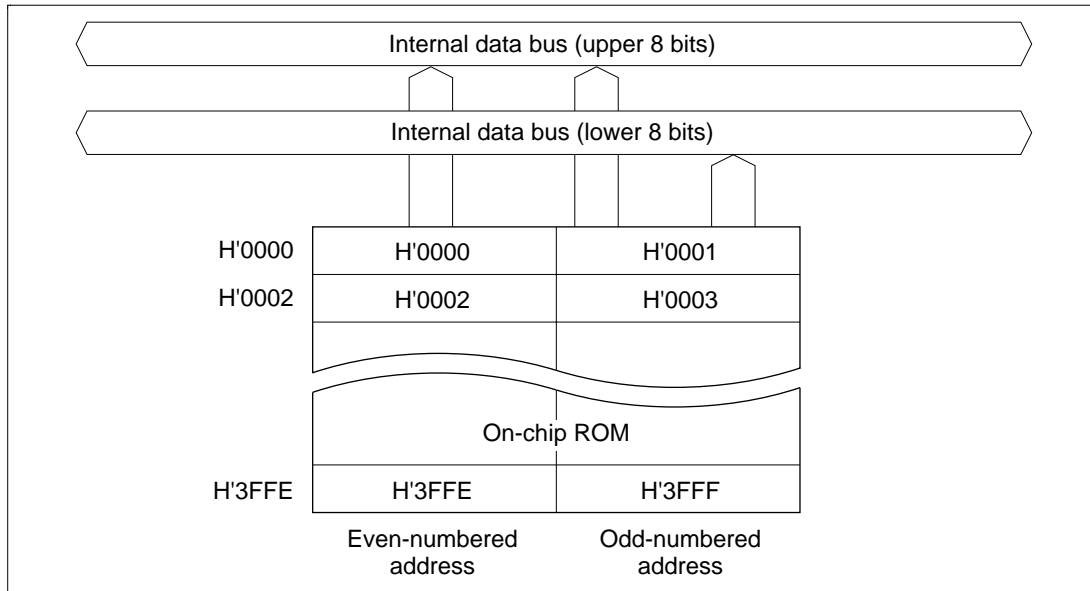 Internal data bus (upper 8 bits)
Internal data bus (lower 8 bits)
H'0000 H'0000 H'0001
H'0002 H'0002 H'0003
On-chip ROM
H'3FFE H'3FFE H'3FFF
Even-numbered address
Odd-numbered address